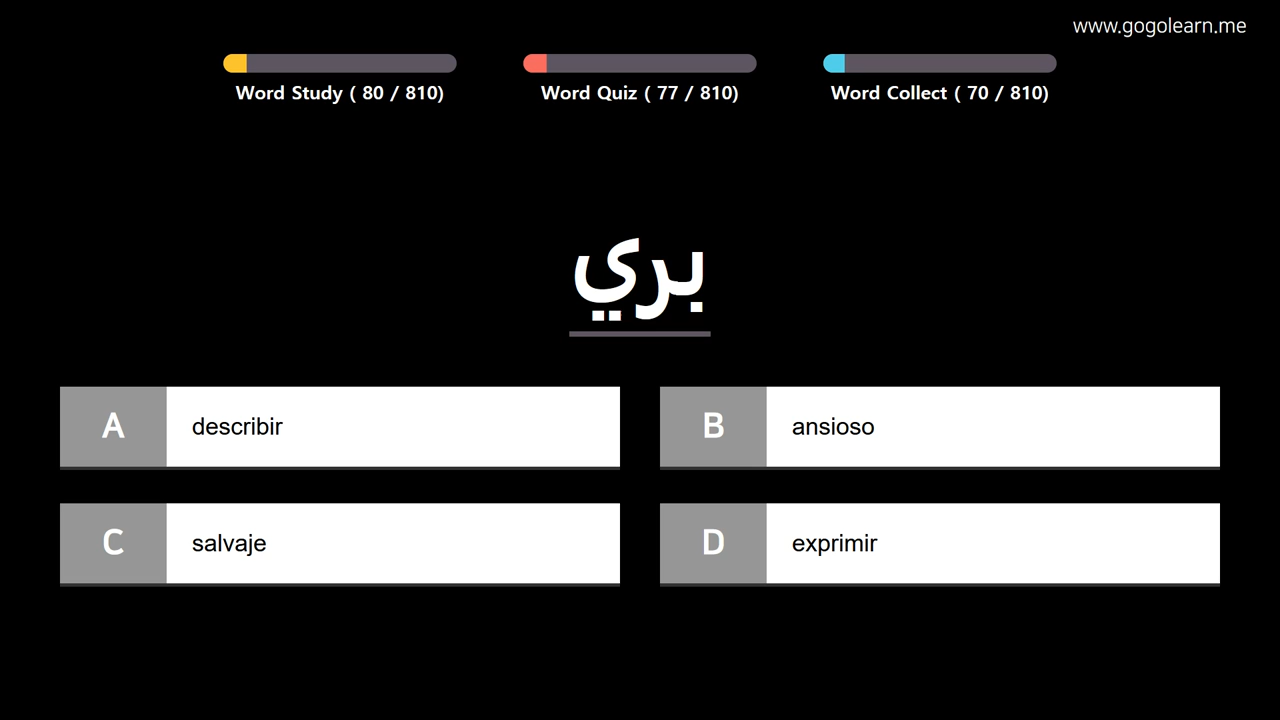 www.gogolearn.me
Word Study ( 80 / 810)
Word Quiz ( 77 / 810)
Word Collect ( 70 / 810)
بري
A describir
B ansioso
C salvaje
D exprimir